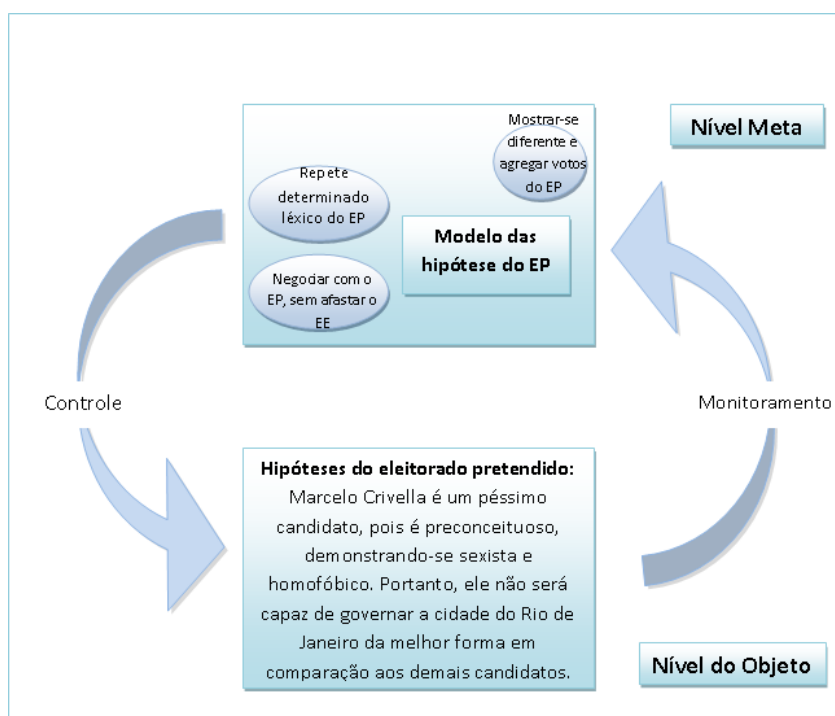 Nível Meta
Mostrar-se
diferente e
agregar votos
do EP
Repete
determinado
léxico do EP
Modelo das
hipótese do EP
Negociar com o
EP, sem afastar o
EE
Controle
Monitoramento
Hipóteses do eleitorado pretendido:
Marcelo Crivella é um péssimo
candidato, pois é preconceituoso,
demonstrando-se sexista e
homofóbico. Portanto, ele não será
capaz de governar a cidade do Rio de
Janeiro da melhor forma em
comparação aos demais candidatos.
Nível do Objeto